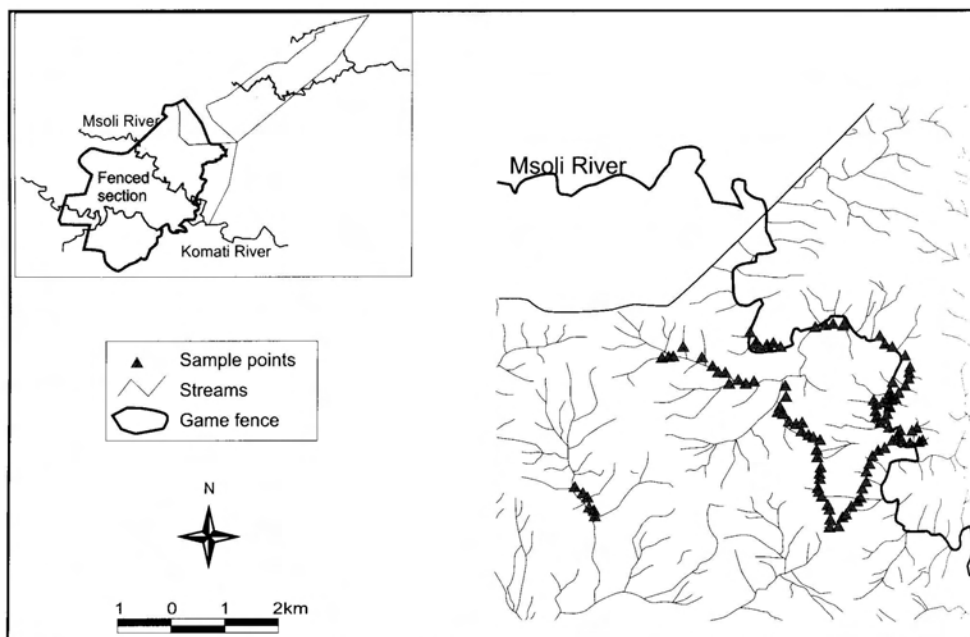 Msoli River
Fenced
section
Komati River
Msoli River
Sample points
Streams
Game fence
N
1 0 1 2km